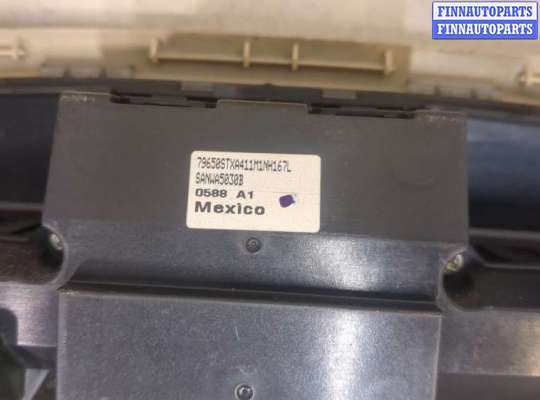 FINNAUTOPARTS
FINNAUTOPARTS
79650STXA411M1NH167L
SANWA5030B
0588 A1
Mexico